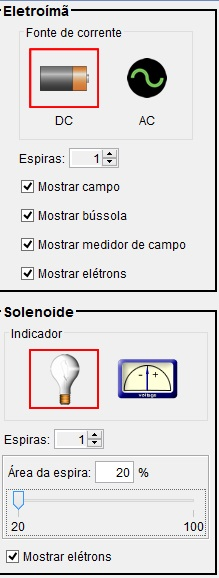 Eletroímã
Fonte de corrente
DC AC
Espiras: 1
Mostrar campo
Mostrar bússola
Mostrar medidor de campo
Mostrar elétrons
Solenoide
Indicador
- +
voltage
Espiras: 1
Área da espira: 20 %
20 100
Mostrar elétrons